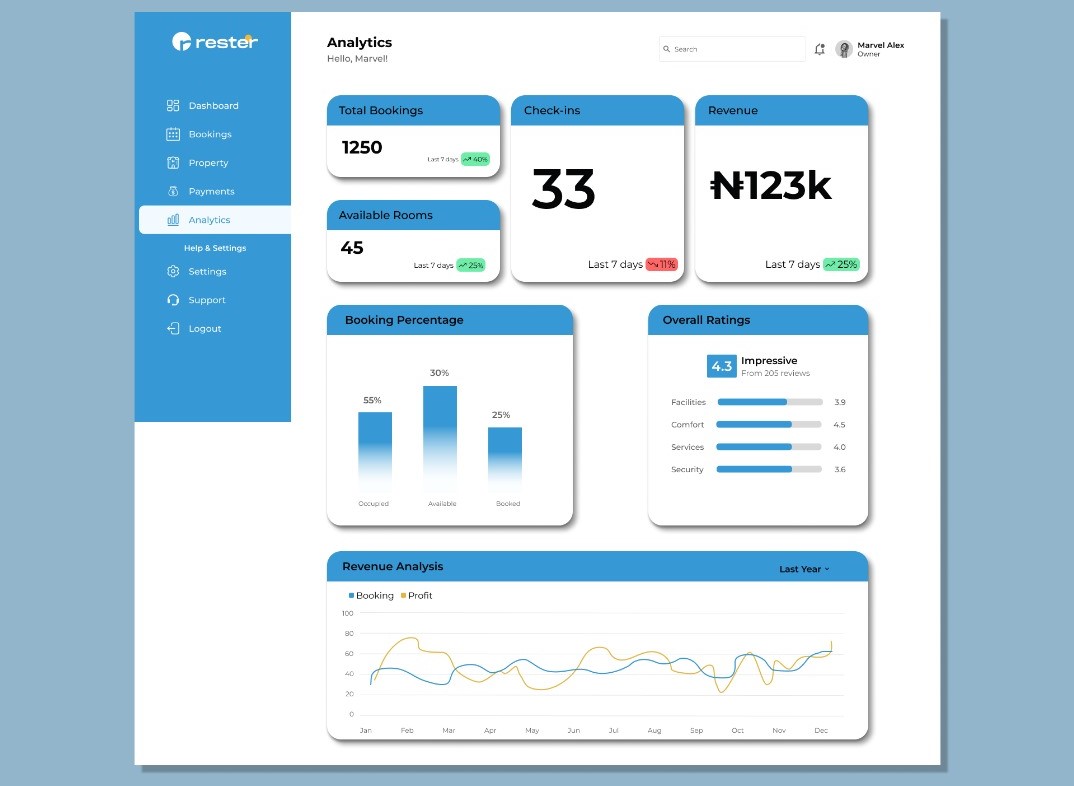 rester
Dashboard
Bookings
Property
Payments
Analytics
Help & Settings
Settings
Support
Logout
Analytics
Hello, Marvel!
Search
Marvel Alex
Owner
Total Bookings
1250
Last 7 days 40%
Available Rooms
45
Last 7 days 25%
Check-ins
33
Last 7 days 11%
Revenue
₦123k
Last 7 days 25%
Booking Percentage
55%
30%
25%
Occupied
Available
Booked
Overall Ratings
4.3
Impressive
From 205 reviews
Facilities 3.9
Comfort 4.5
Services 4.0
Security 3.6
Revenue Analysis
Last Year
Booking Profit
100
80
60
40
20
0
Jan Feb Mar Apr May Jun Jul Aug Sep Oct Nov Dec